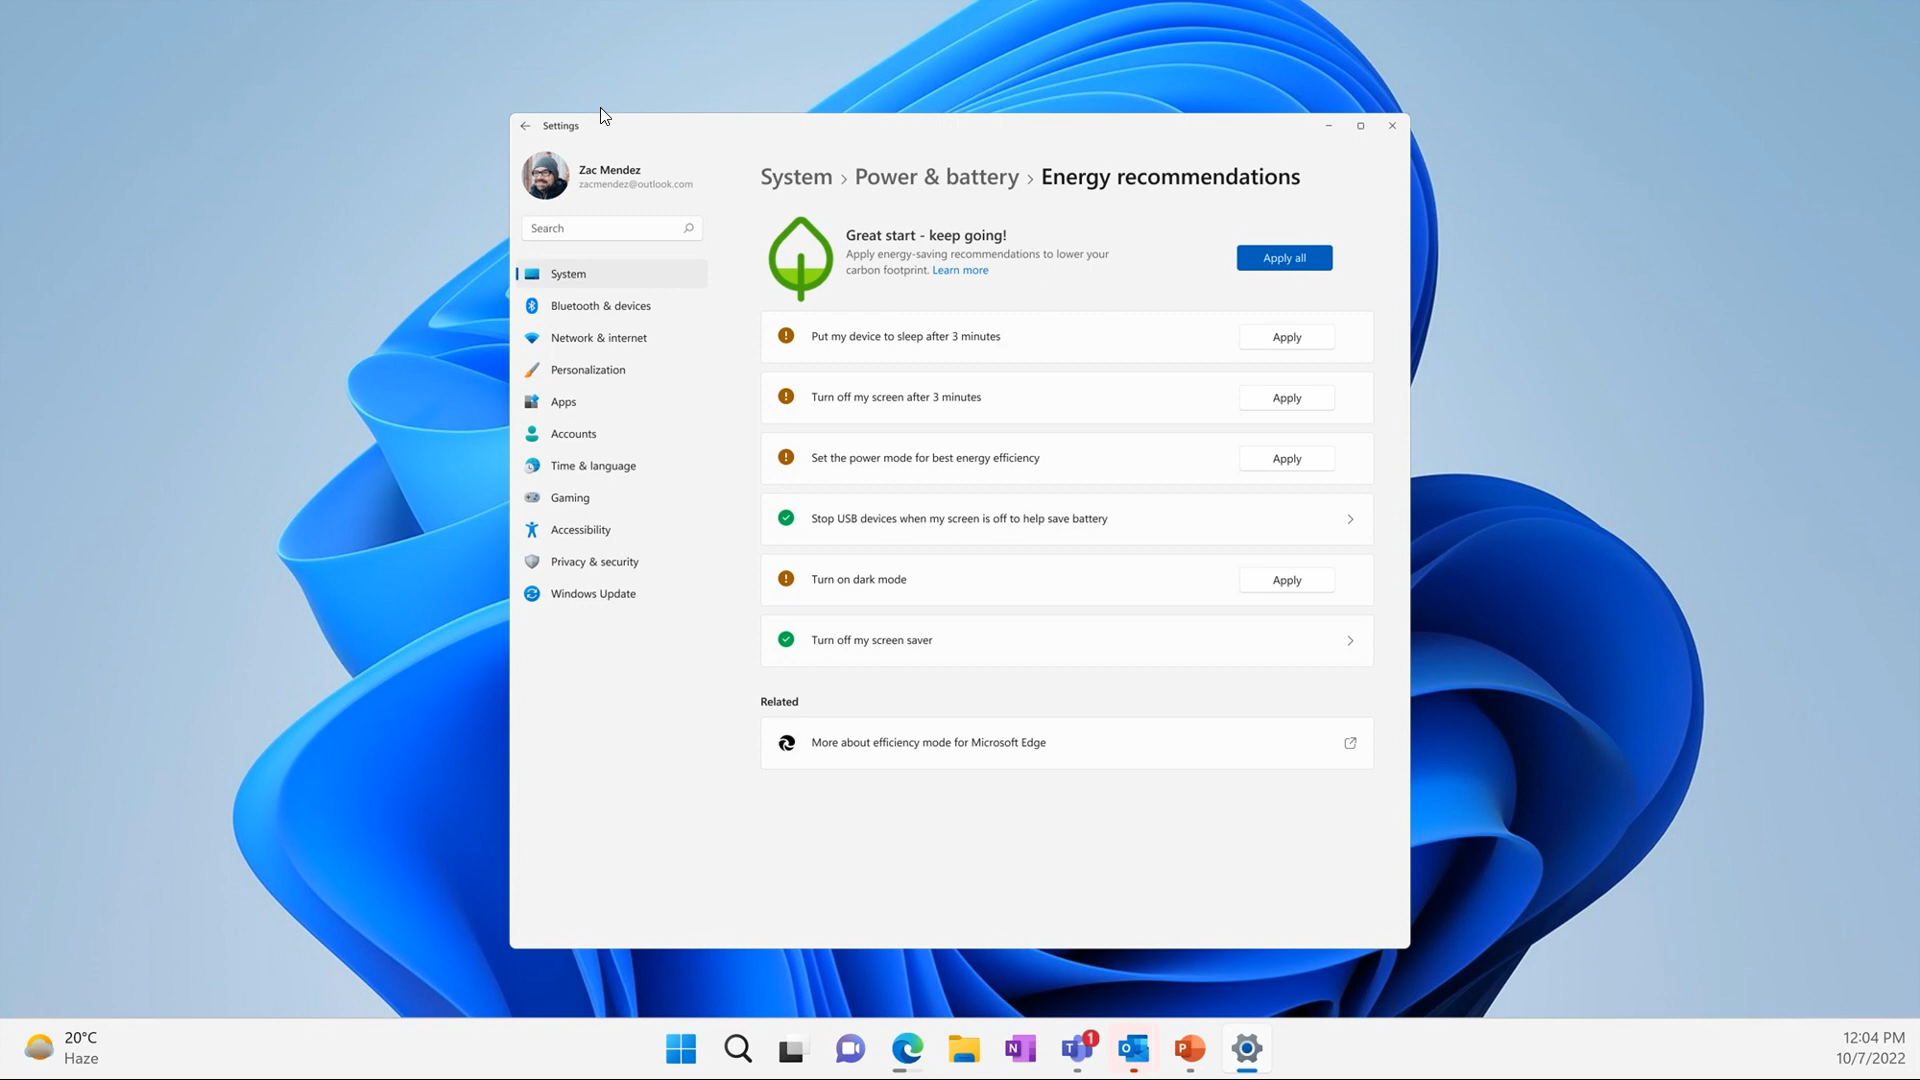 Settings
Zac Mendez
zacmendez@outlook.com
Search
System
Bluetooth & devices
Network & internet
Personalization
Apps
Accounts
Time & language
Gaming
Accessibility
Privacy & security
Windows Update
System > Power & battery > Energy recommendations
Great start - keep going!
Apply energy-saving recommendations to lower your
carbon footprint. Learn more
Apply all
Put my device to sleep after 3 minutes
Apply
Turn off my screen after 3 minutes
Apply
Set the power mode for best energy efficiency
Apply
Stop USB devices when my screen is off to help save battery
Turn on dark mode
Apply
Turn off my screen saver
Related
More about efficiency mode for Microsoft Edge
20°C
Haze
N
T
1
O
P
12:04 PM
10/7/2022